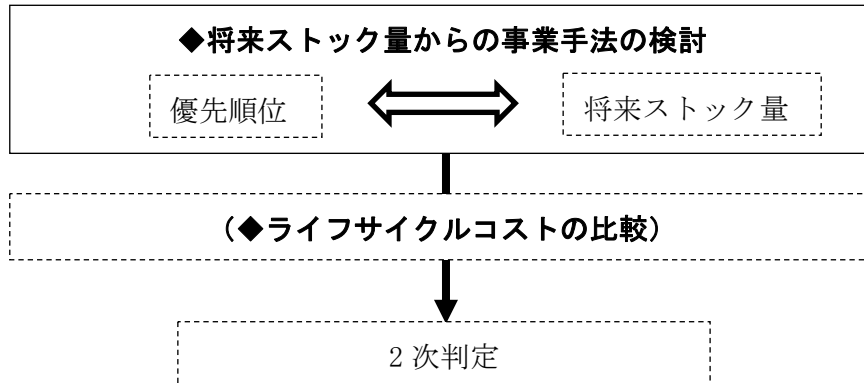 ◆将来ストック量からの事業手法の検討
優先順位
将来ストック量
（◆ライフサイクルコストの比較）
２次判定